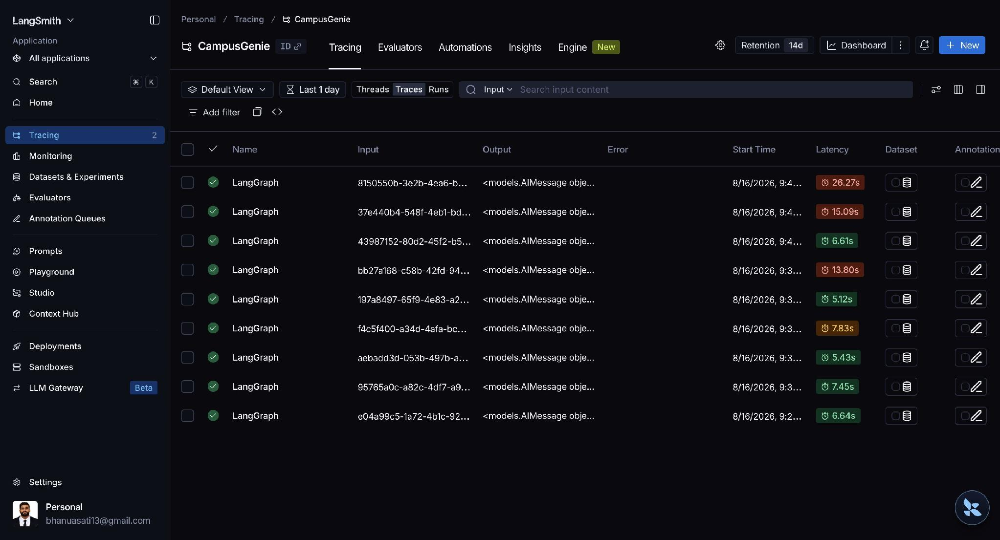 LangSmith
Application
All applications
Search ⌘ K
Home
Tracing 2
Monitoring
Datasets & Experiments
Evaluators
Annotation Queues
Prompts
Playground
Studio
Context Hub
Deployments
Sandboxes
LLM Gateway Beta
Settings
Personal
bhanuasati13@gmail.com
Personal / Tracing / CampusGenie
CampusGenie ID Tracing Evaluators Automations Insights Engine New Retention 14d Dashboard + New
Default View Last 1 day Threads Traces Runs Input Search input content
Add filter <>
Name Input Output Error Start Time Latency Dataset Annotation
LangGraph 8150550b-3e2b-4ea6-b... <models.AIMessage obje... 8/16/2026, 9:4... 26.27s
LangGraph 37e440b4-548f-4eb1-bd... <models.AIMessage obje... 8/16/2026, 9:4... 15.09s
LangGraph 43987152-80d2-45f2-b5... <models.AIMessage obje... 8/16/2026, 9:4... 6.61s
LangGraph bb27a168-c58b-42fd-94... <models.AIMessage obje... 8/16/2026, 9:3... 13.80s
LangGraph 197a8497-65f9-4e83-a2... <models.AIMessage obje... 8/16/2026, 9:3... 5.12s
LangGraph f4c5f400-a34d-4afa-bc... <models.AIMessage obje... 8/16/2026, 9:3... 7.83s
LangGraph aebadd3d-053b-497b-a... <models.AIMessage obje... 8/16/2026, 9:3... 5.43s
LangGraph 95765a0c-a82c-4df7-a9... <models.AIMessage obje... 8/16/2026, 9:3... 7.45s
LangGraph e04a99c5-1a72-4b1c-92... <models.AIMessage obje... 8/16/2026, 9:2... 6.64s